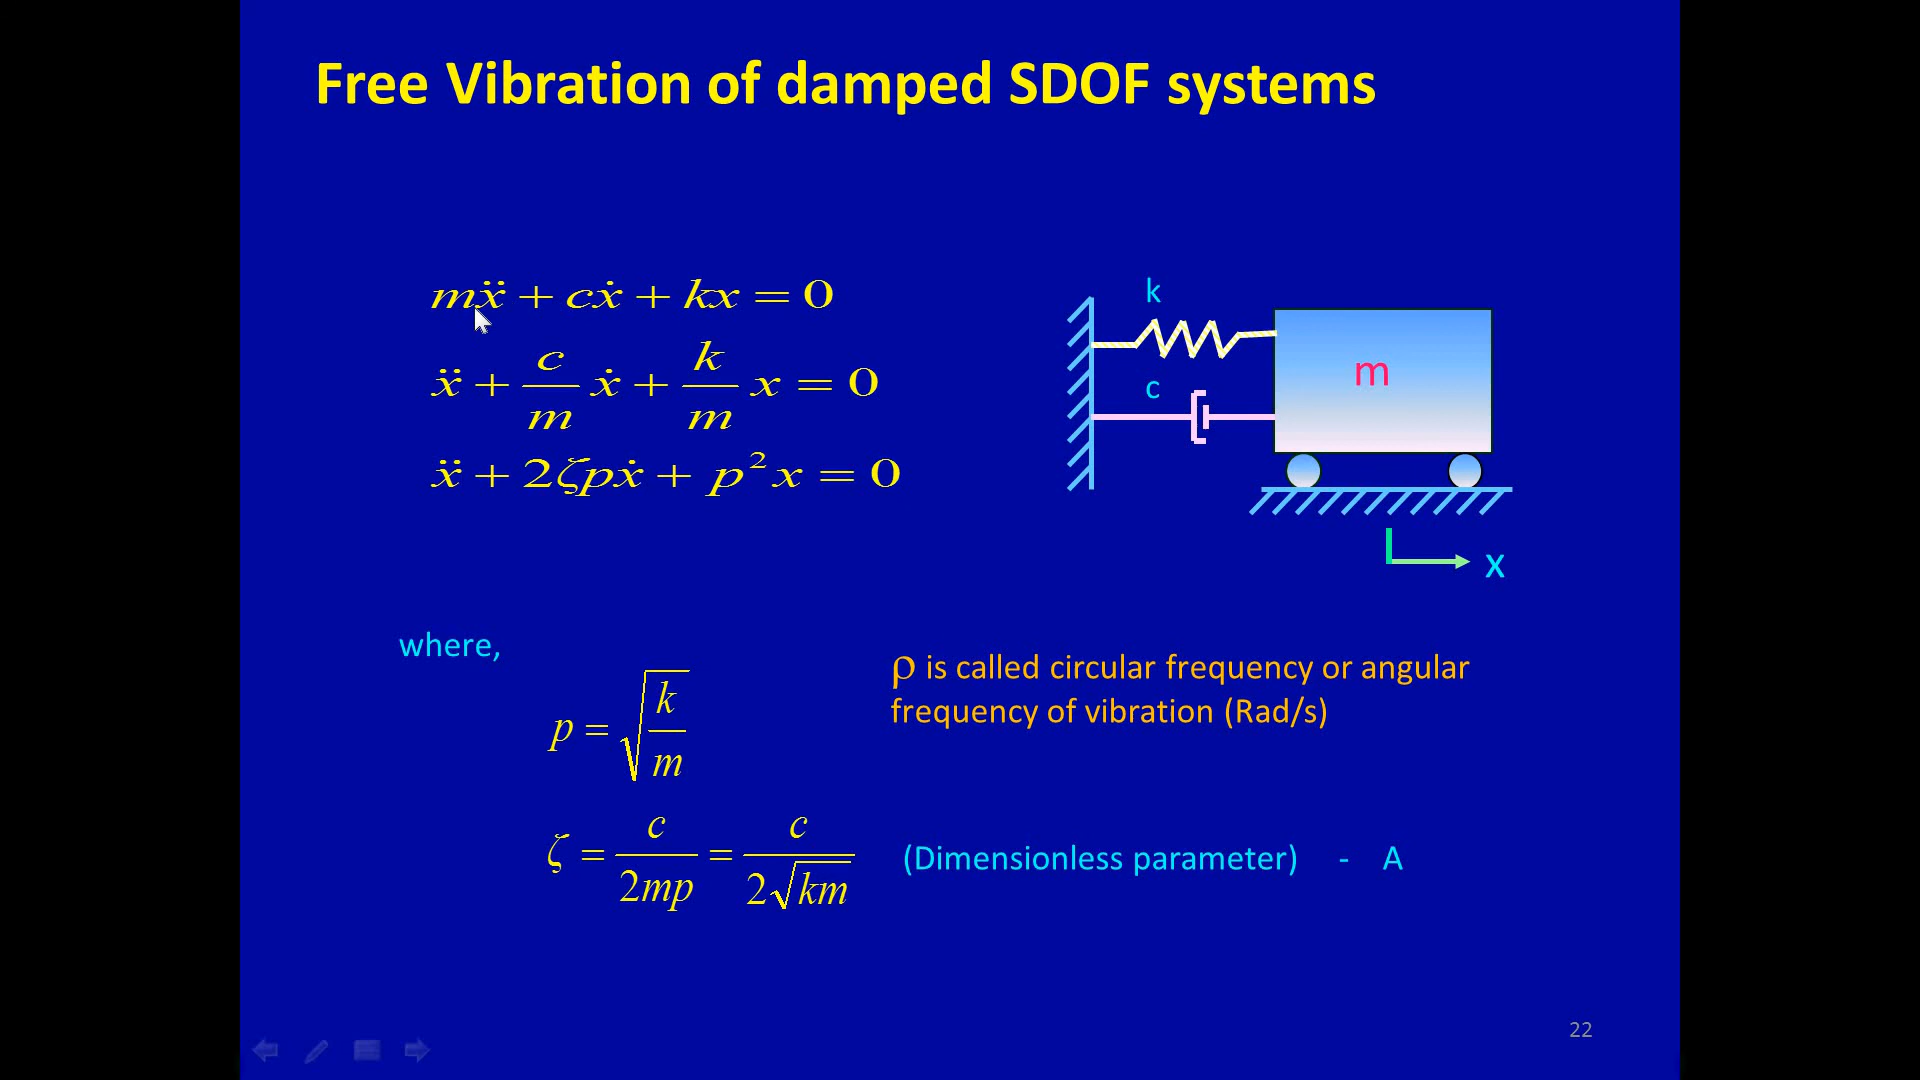 Free Vibration of damped SDOF systems
mẍ + cẋ + kx = 0
ẍ + c/m ẋ + k/m x = 0
ẍ + 2ζpẋ + p²x = 0
k
c
m
x
where,
p = √(k/m)
ρ is called circular frequency or angular
frequency of vibration (Rad/s)
ζ = c/2mp = c/2√km (Dimensionless parameter) - A
22